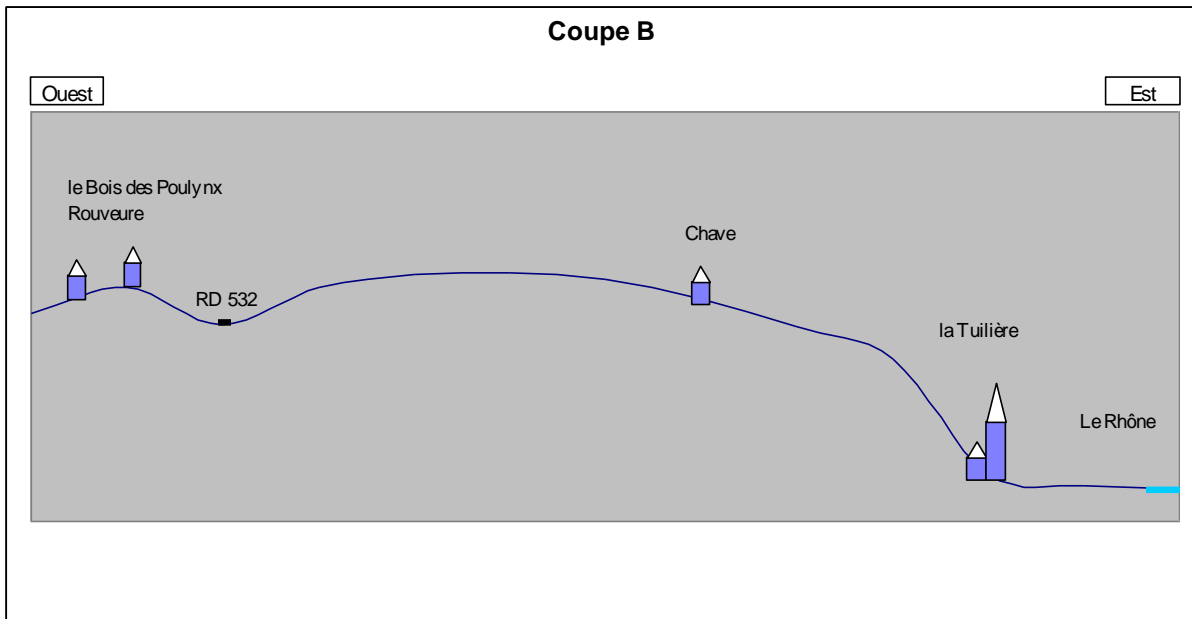 Coupe B
Ouest
Est
le Bois des Poulynx
Rouveure
Chave
RD 532
la Tuilière
Le Rhône